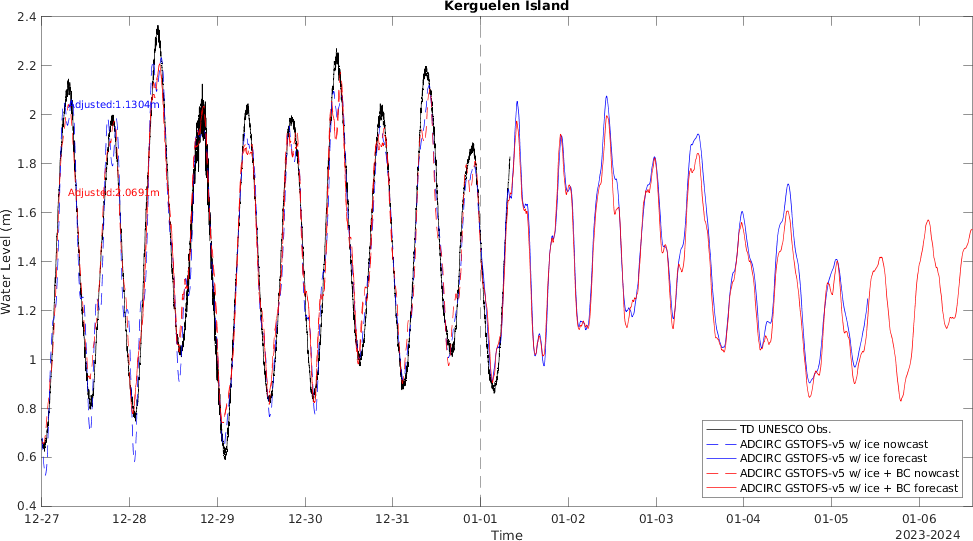 Kerguelen Island
2.4
2.2
2
1.8
1.6
1.4
1.2
1
0.8
0.6
0.4
Water Level (m)
Adjusted:1.1304m
Adjusted:2.0691m
TD UNESCO Obs.
ADCIRC GSTOFS-v5 w/ ice nowcast
ADCIRC GSTOFS-v5 w/ ice forecast
ADCIRC GSTOFS-v5 w/ ice + BC nowcast
ADCIRC GSTOFS-v5 w/ ice + BC forecast
12-27 12-28 12-29 12-30 12-31 01-01 01-02 01-03 01-04 01-05 01-06
Time
2023-2024